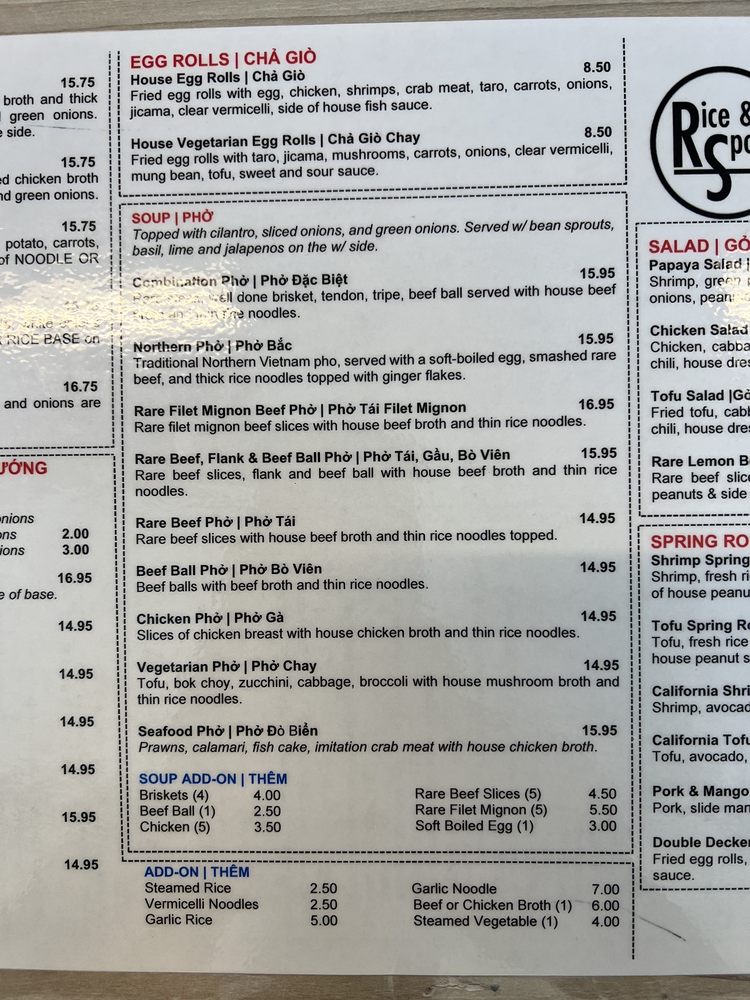 15.75
broth and thick
green onions.
e side.
15.75
ed chicken broth
nd green onions.
15.75
potato, carrots,
of NOODLE OR
RICE BASE on
16.75
and onions are
ƯỚNG
onions
ons 2.00
ions 3.00
16.95
e of base.
14.95
14.95
14.95
14.95
15.95
14.95
EGG ROLLS | CHẢ GIÒ
House Egg Rolls | Chả Giò 8.50
Fried egg rolls with egg, chicken, shrimps, crab meat, taro, carrots, onions,
jicama, clear vermicelli, side of house fish sauce.
House Vegetarian Egg Rolls | Chả Giò Chay 8.50
Fried egg rolls with taro, jicama, mushrooms, carrots, onions, clear vermicelli,
mung bean, tofu, sweet and sour sauce.
SOUP | PHỞ
Topped with cilantro, sliced onions, and green onions. Served w/ bean sprouts,
basil, lime and jalapenos on the w/ side.
Combination Phở | Phở Đặc Biệt 15.95
Rare steak, well done brisket, tendon, tripe, beef ball served with house beef
noodles.
Northern Phở | Phở Bắc 15.95
Traditional Northern Vietnam pho, served with a soft-boiled egg, smashed rare
beef, and thick rice noodles topped with ginger flakes.
Rare Filet Mignon Beef Phở | Phở Tái Filet Mignon 16.95
Rare filet mignon beef slices with house beef broth and thin rice noodles.
Rare Beef, Flank & Beef Ball Phở | Phở Tái, Gầu, Bò Viên 15.95
Rare beef slices, flank and beef ball with house beef broth and thin rice
noodles.
Rare Beef Phở | Phở Tái 14.95
Rare beef slices with house beef broth and thin rice noodles topped.
Beef Ball Phở | Phở Bò Viên 14.95
Beef balls with beef broth and thin rice noodles.
Chicken Phở | Phở Gà 14.95
Slices of chicken breast with house chicken broth and thin rice noodles.
Vegetarian Phở | Phở Chay 14.95
Tofu, bok choy, zucchini, cabbage, broccoli with house mushroom broth and
thin rice noodles.
Seafood Phở | Phở Đò Biển 15.95
Prawns, calamari, fish cake, imitation crab meat with house chicken broth.
SOUP ADD-ON | THÊM
Briskets (4) 4.00 Rare Beef Slices (5) 4.50
Beef Ball (1) 2.50 Rare Filet Mignon (5) 5.50
Chicken (5) 3.50 Soft Boiled Egg (1) 3.00
ADD-ON | THÊM
Steamed Rice 2.50 Garlic Noodle 7.00
Vermicelli Noodles 2.50 Beef or Chicken Broth (1) 6.00
Garlic Rice 5.00 Steamed Vegetable (1) 4.00
Rice &
Spo
SALAD | GỎ
Papaya Salad |
Shrimp, green
onions, pean
Chicken Salad
Chicken, cabba
chili, house dres
Tofu Salad |Gỏ
Fried tofu, cabb
chili, house dres
Rare Lemon Be
Rare beef slice
peanuts & side
SPRING RO
Shrimp Spring
Shrimp, fresh ri
of house peanu
Tofu Spring Ro
Tofu, fresh rice
house peanut s
California Shri
Shrimp, avocad
California Tofu
Tofu, avocado,
Pork & Mango
Pork, slide man
Double Decker
Fried egg rolls,
sauce.